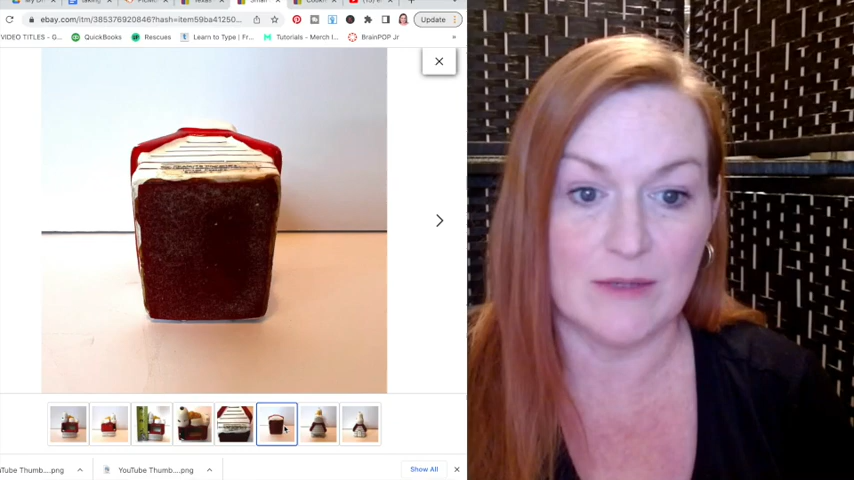 ebay.com/itm/385376920846?hash=item59ba41250...
Update
VIDEO TITLES - G...
QuickBooks
Rescues
Learn to Type | Fr...
Tutorials - Merch I...
BrainPOP Jr
»
uTube Thumb....png
YouTube Thumb....png
Show All